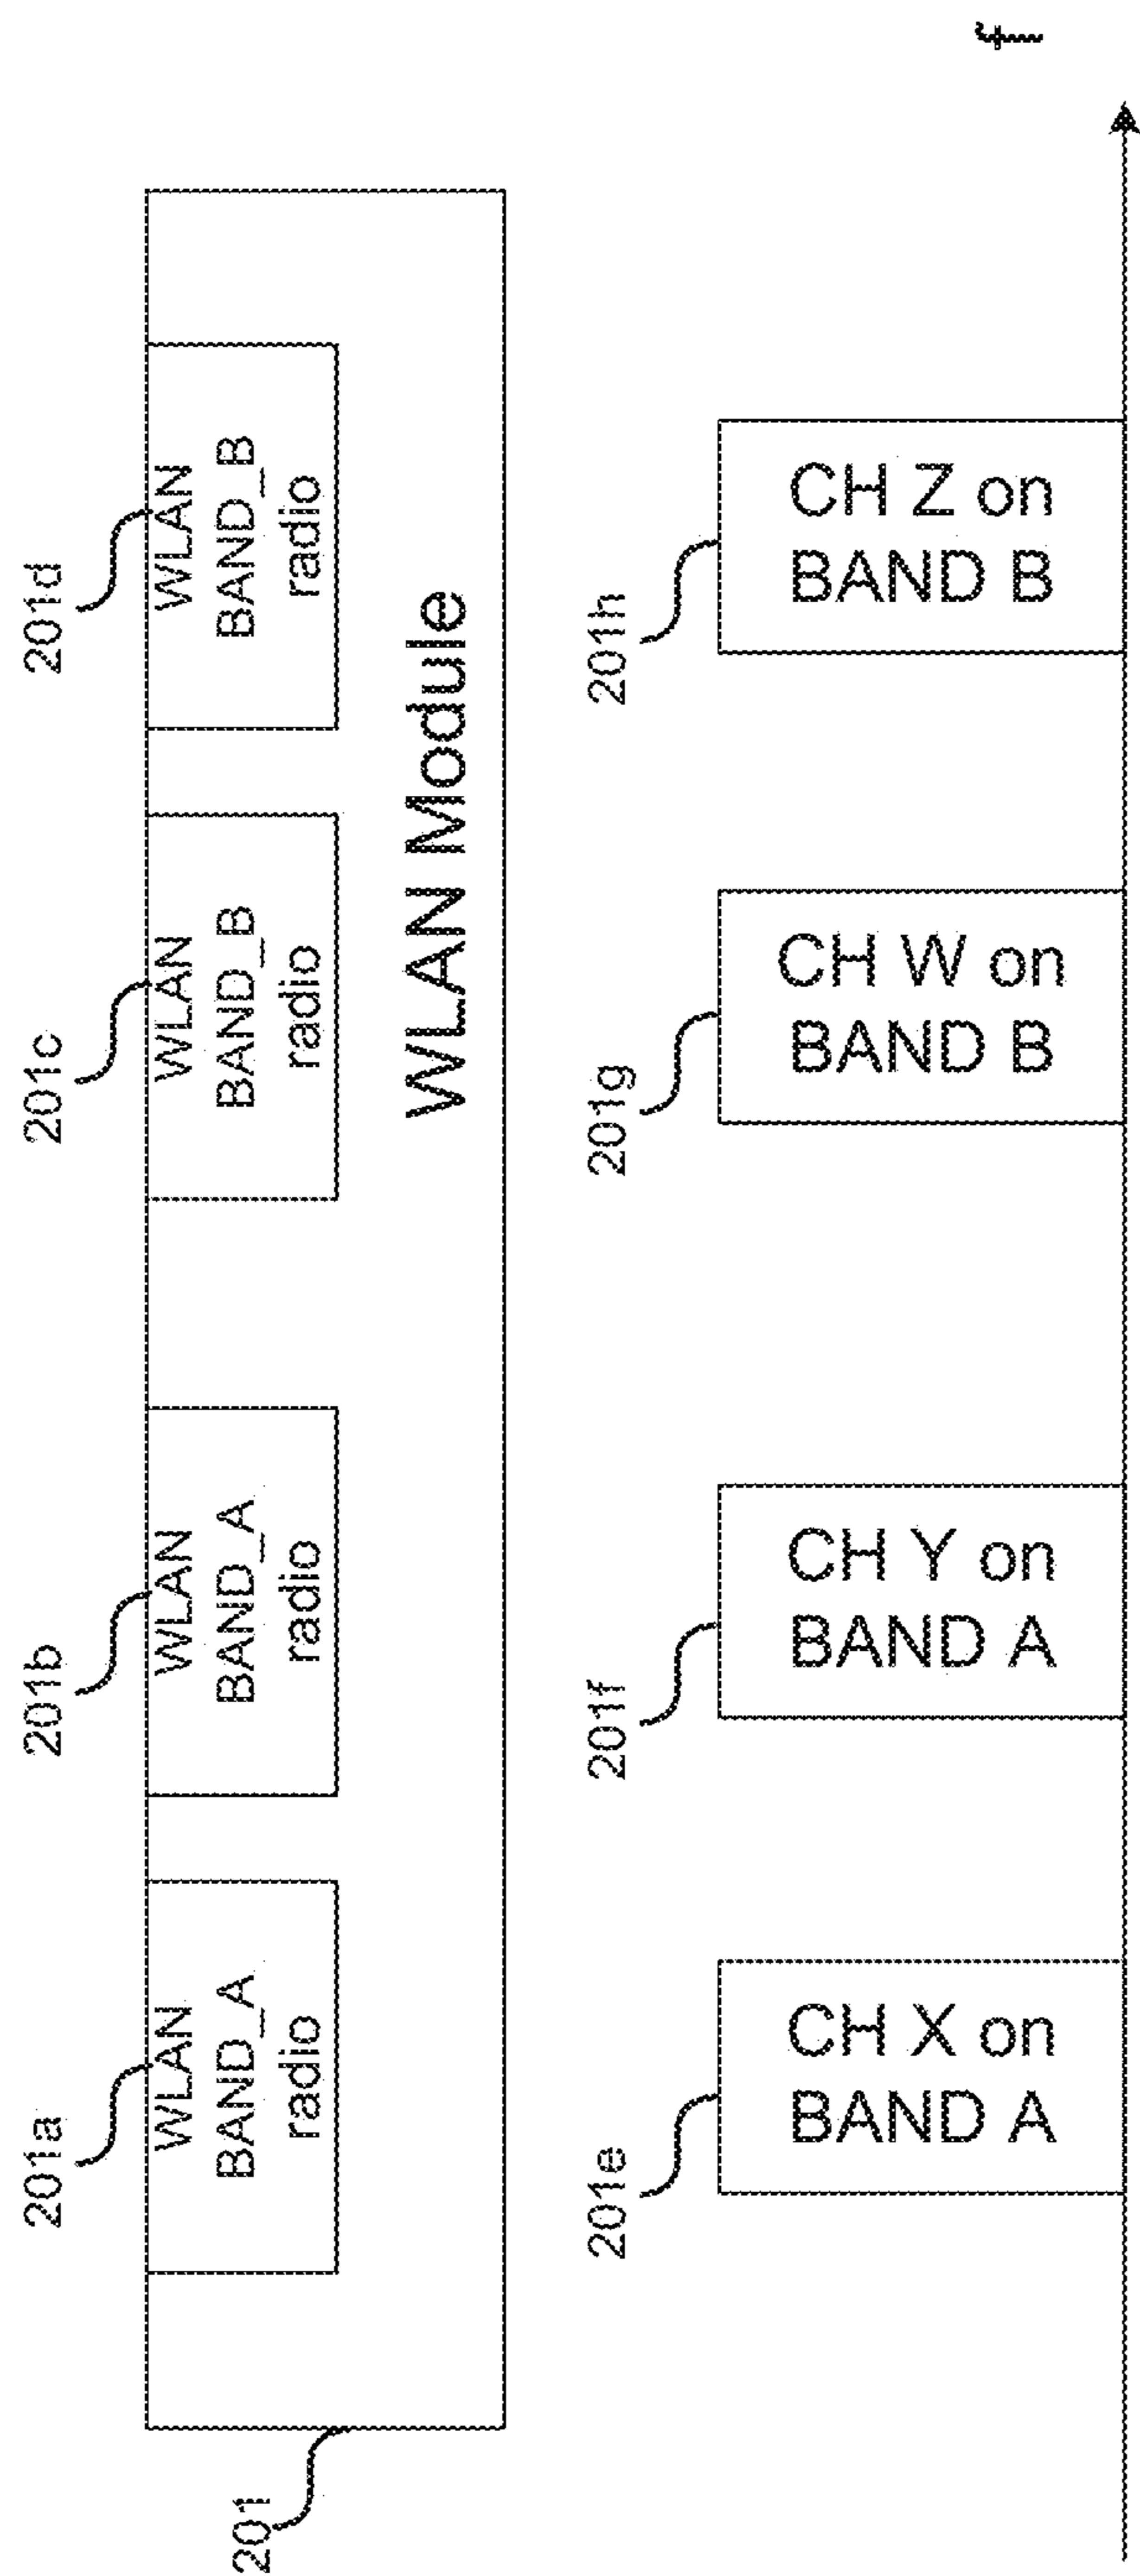 201a
201b
201c
201d
WLAN
BAND_A
radio
WLAN
BAND_A
radio
WLAN
BAND_B
radio
WLAN
BAND_B
radio
201
WLAN Module
201e
201f
201g
201h
CH X on
BAND A
CH Y on
BAND A
CH W on
BAND B
CH Z on
BAND B
f